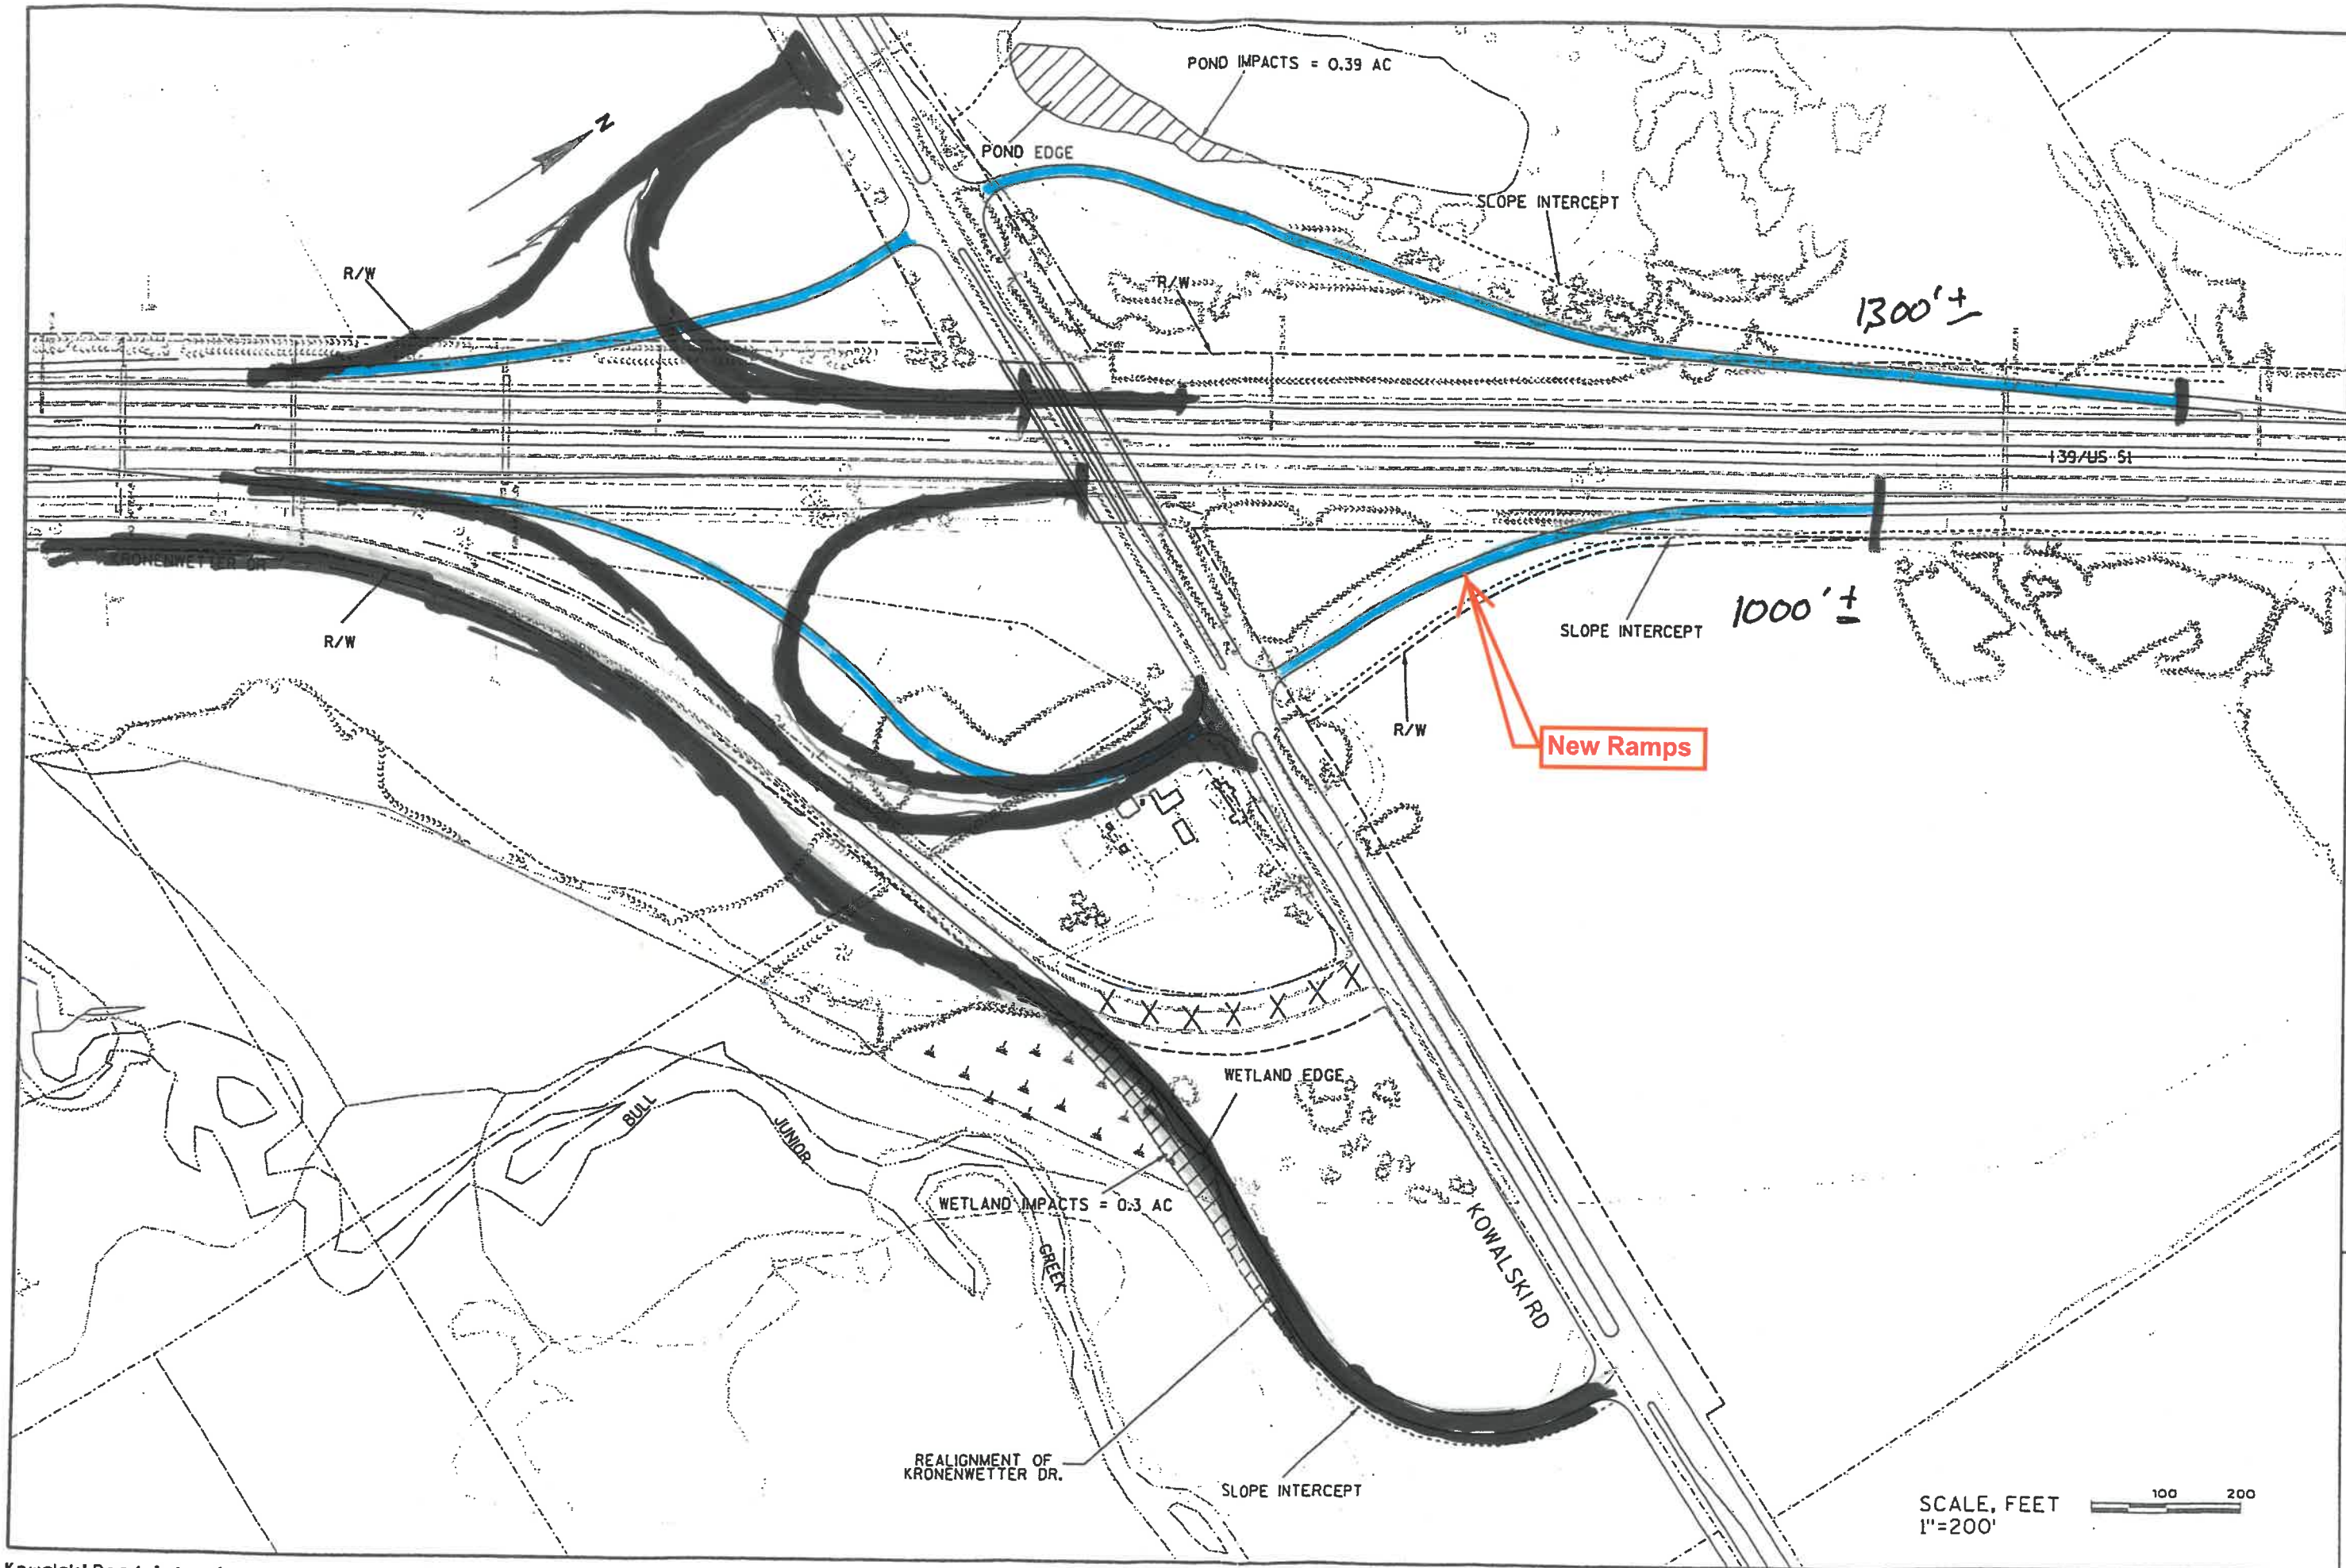 POND IMPACTS = 0.39 AC
N
POND EDGE
SLOPE INTERCEPT
R/W
R/W
1300'±
I39/US 51
KRONENWETTER DR
R/W
1000'±
SLOPE INTERCEPT
R/W
New Ramps
WETLAND EDGE
BULL
JUNIOR
CREEK
WETLAND IMPACTS = 0.3 AC
KOWALSKI RD
REALIGNMENT OF
KRONENWETTER DR.
SLOPE INTERCEPT
SCALE, FEET
100 200
1"=200'